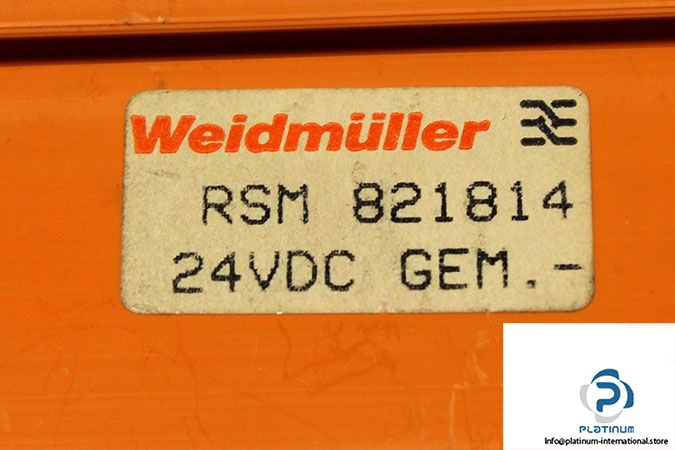 Weidmüller
RSM 821814
24VDC GEM.-
PLATINUM
Info@platinum-international.store